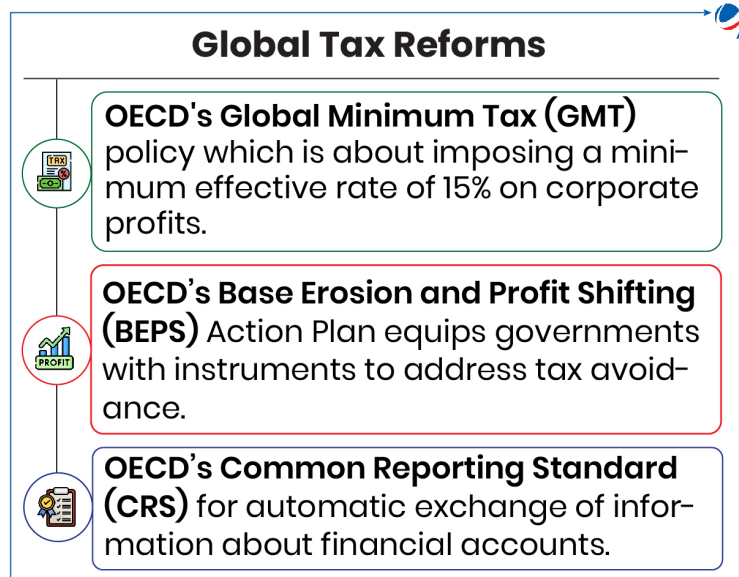 Global Tax Reforms
TAX
OECD's Global Minimum Tax (GMT)
policy which is about imposing a mini-
mum effective rate of 15% on corporate
profits.
PROFIT
OECD’s Base Erosion and Profit Shifting
(BEPS) Action Plan equips governments
with instruments to address tax avoid-
ance.
OECD’s Common Reporting Standard
(CRS) for automatic exchange of infor-
mation about financial accounts.